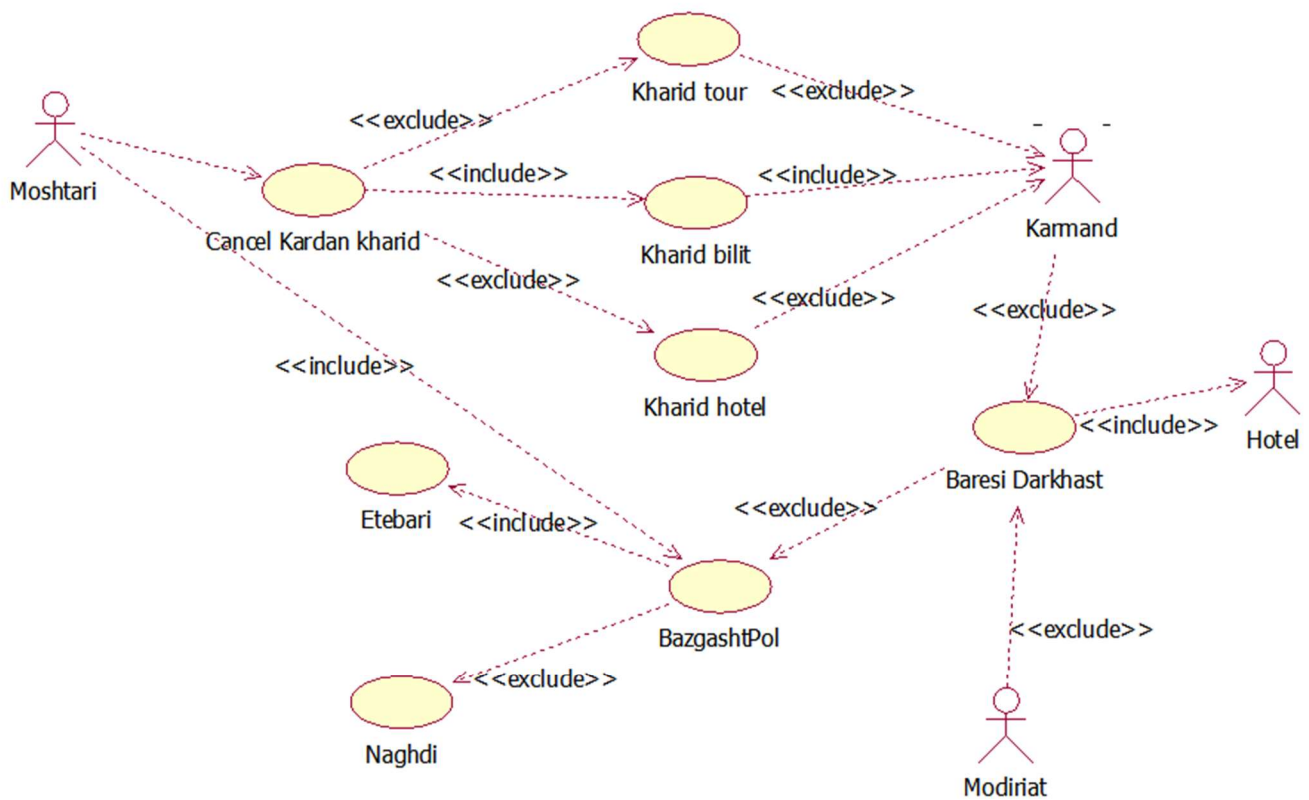 Kharid tour
<<exclude>>
<<exclude>>
Moshtari
<<include>>
<<include>>
Cancel Kardan kharid
Kharid bilit
Karmand
<<exclude>>
<<exclude>>
<<exclude>>
<<include>>
Kharid hotel
<<include>>
Hotel
Baresi Darkhast
Etebari
<<include>>
<<exclude>>
BazgashtPol
<<exclude>>
<<exclude>>
Naghdi
Modiriat